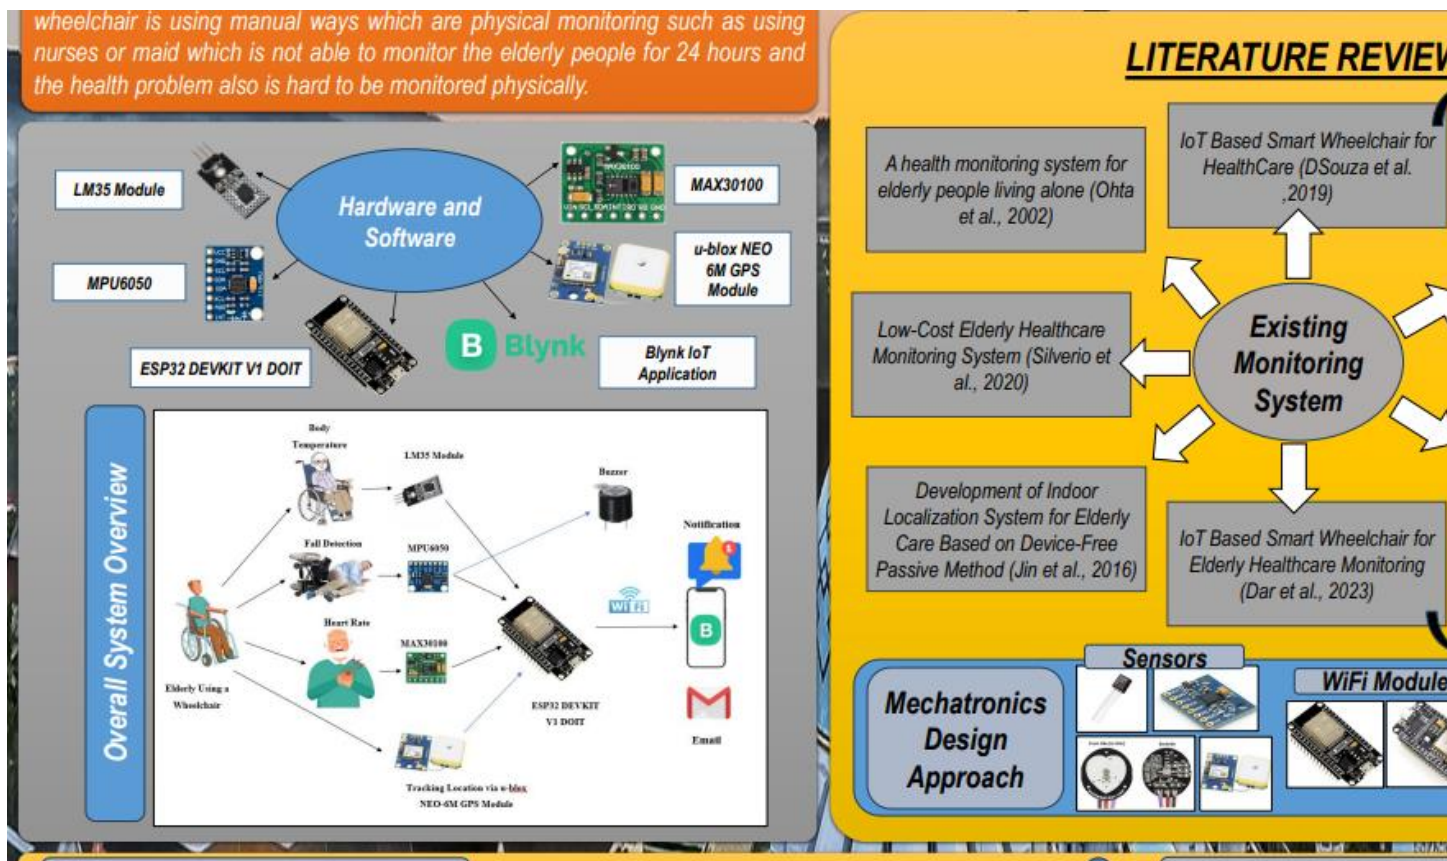 wheelchair is using manual ways which are physical monitoring such as using
nurses or maid which is not able to monitor the elderly people for 24 hours and
the health problem also is hard to be monitored physically.
LM35 Module
Hardware and
Software
MAX30100
MAX30100
MPU6050
u-blox NEO
6M GPS
Module
ESP32 DEVKIT V1 DOIT
B Blynk
Blynk IoT
Application
Overall System Overview
Body
Temperature
LM35 Module
Buzzer
Fall Detection
MPU6050
Notification
WiFi
Heart Rate
MAX30100
B
Elderly Using a
Wheelchair
ESP32 DEVKIT
V1 DOIT
Email
Tracking Location via u-blox
NEO-6M GPS Module
LITERATURE REVIEW
A health monitoring system for
elderly people living alone (Ohta
et al., 2002)
IoT Based Smart Wheelchair for
HealthCare (DSouza et al.
,2019)
Low-Cost Elderly Healthcare
Monitoring System (Silverio et
al., 2020)
Existing
Monitoring
System
Development of Indoor
Localization System for Elderly
Care Based on Device-Free
Passive Method (Jin et al., 2016)
IoT Based Smart Wheelchair for
Elderly Healthcare Monitoring
(Dar et al., 2023)
Mechatronics
Design
Approach
Sensors
WiFi Module